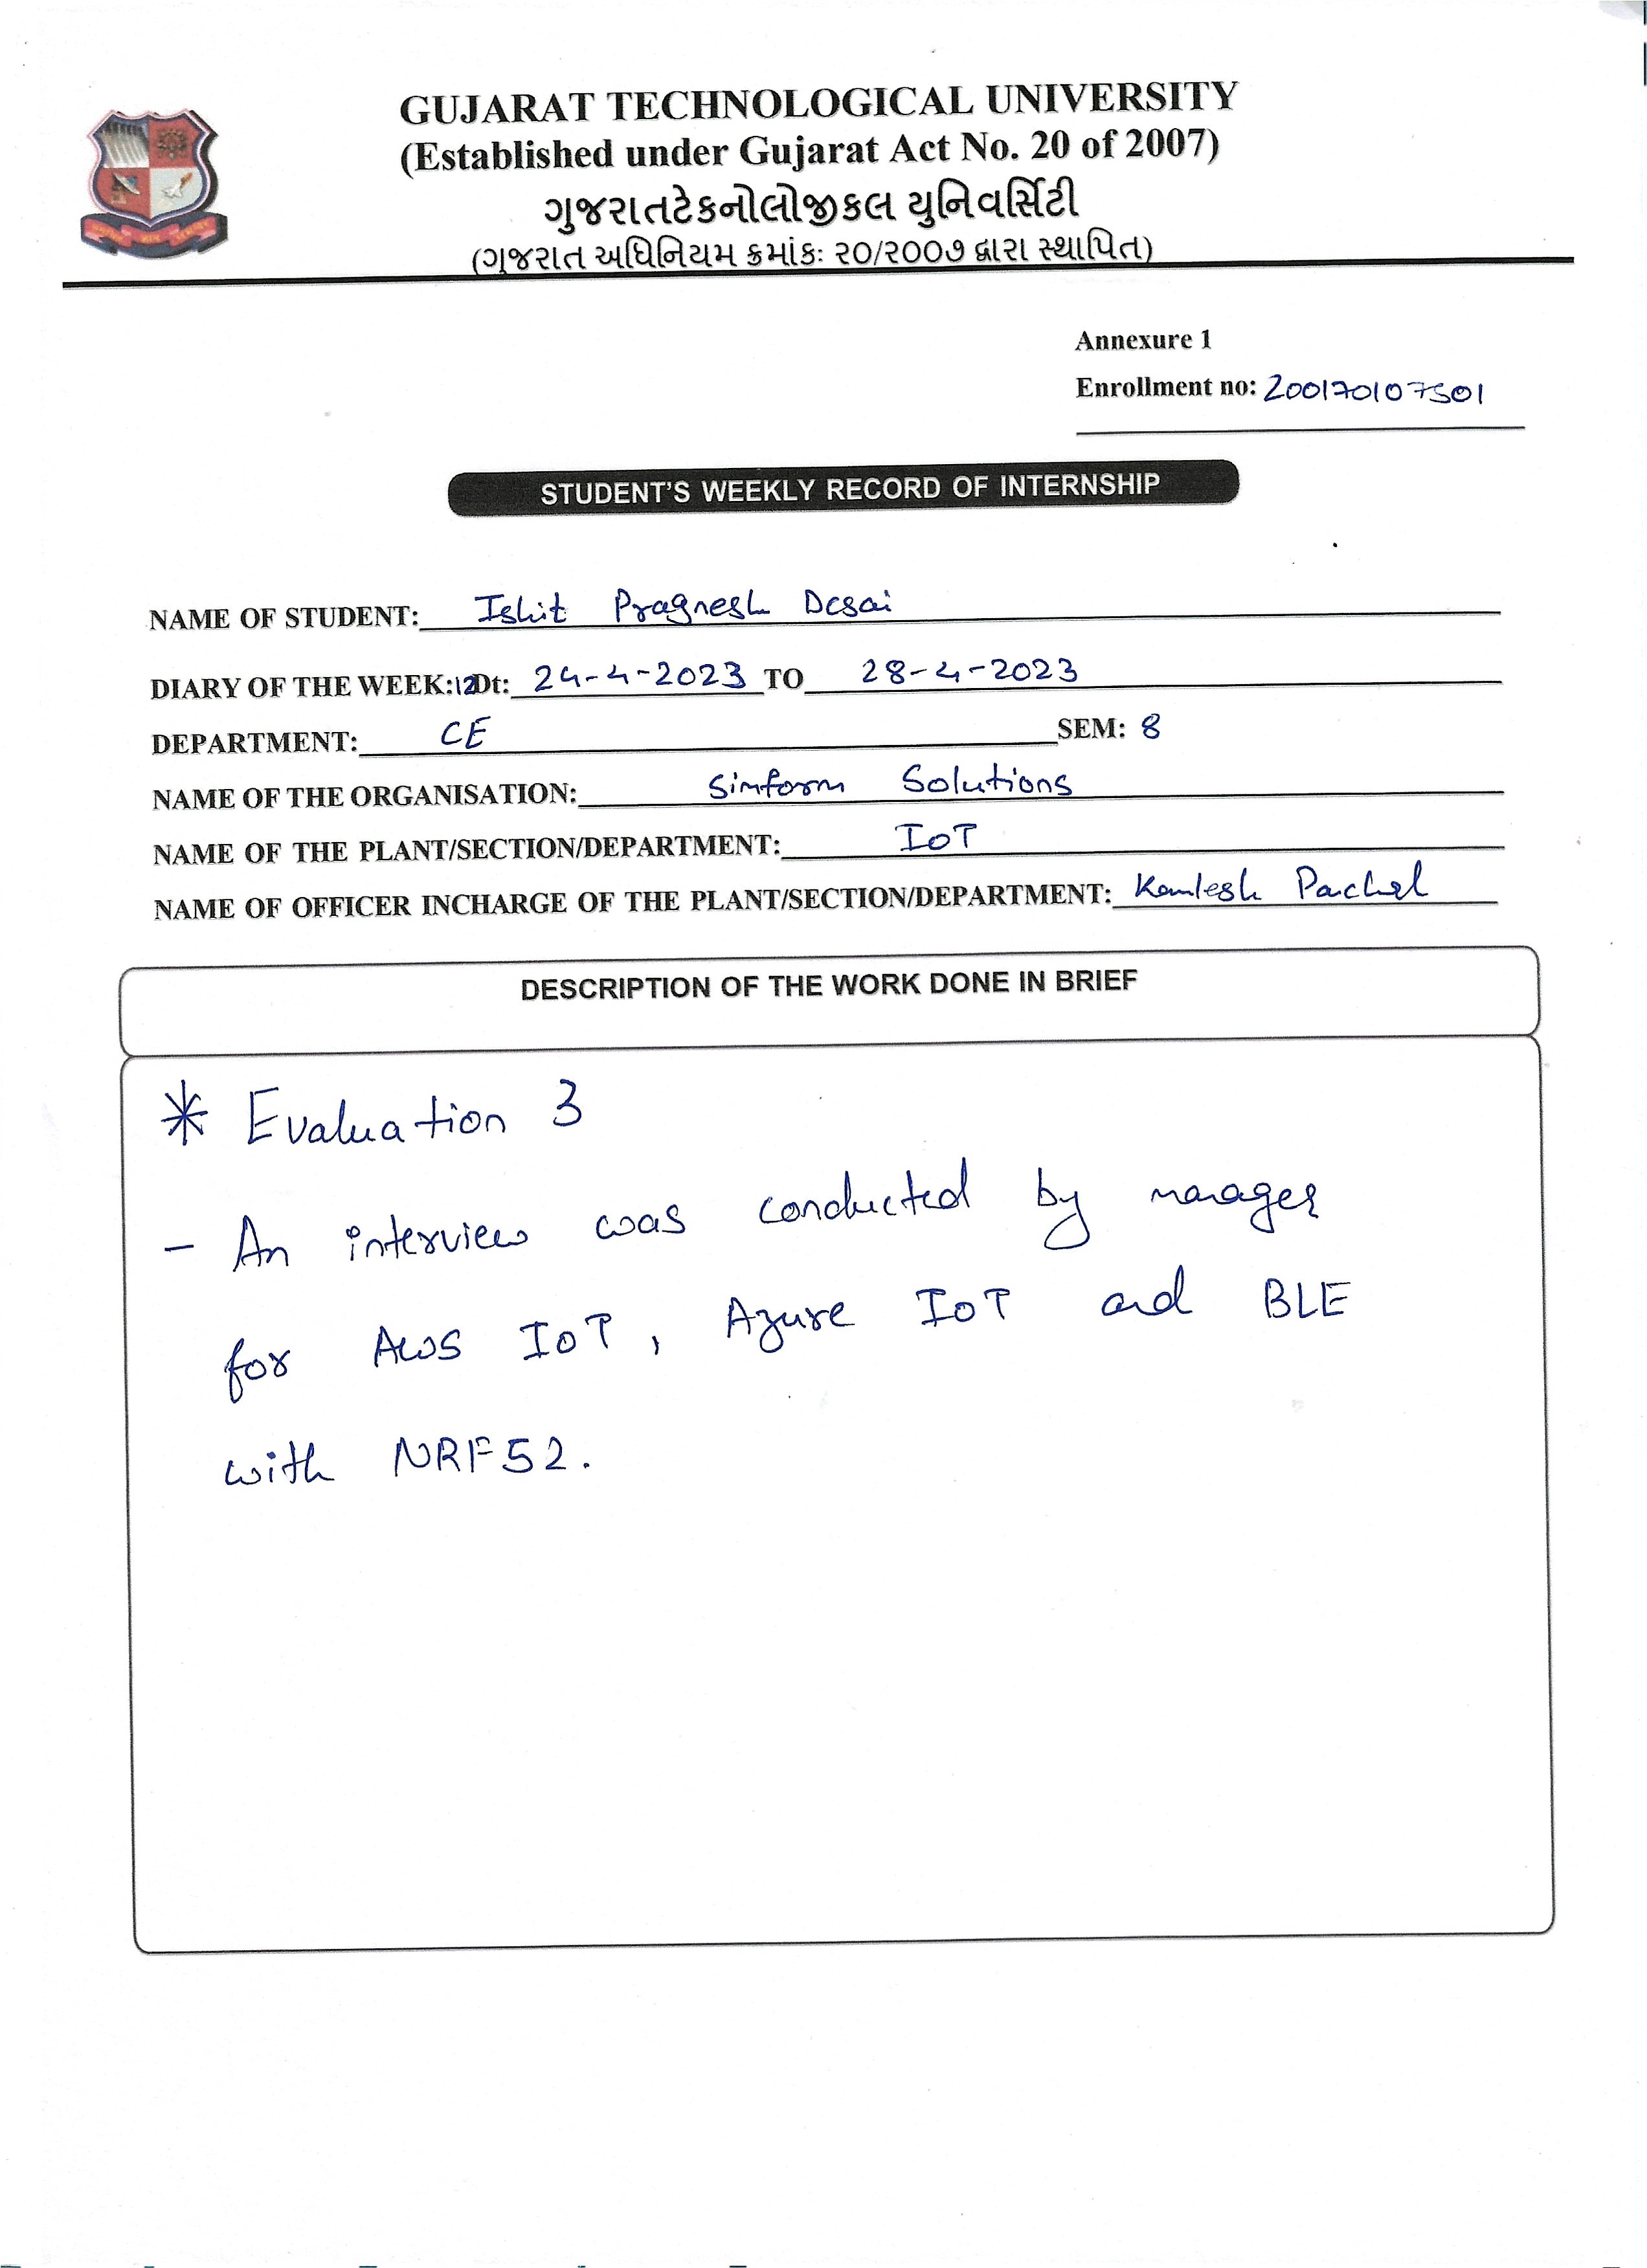 GUJARAT TECHNOLOGICAL UNIVERSITY
(Established under Gujarat Act No. 20 of 2007)
ગુજરાતટેકનોલોજીકલ યુનિવર્સિટી
(ગુજરાત અધિનિયમ ક્રમાંકઃ ૨૦/૨૦૦૭ દ્વારા સ્થાપિત)
Annexure 1
Enrollment no: 200170107501
STUDENT'S WEEKLY RECORD OF INTERNSHIP
NAME OF STUDENT: Ishit Pragnesh Desai
DIARY OF THE WEEK:12 Dt: 24-4-2023 TO 28-4-2023
DEPARTMENT: CE SEM: 8
NAME OF THE ORGANISATION: Simform Solutions
NAME OF THE PLANT/SECTION/DEPARTMENT: IoT
NAME OF OFFICER INCHARGE OF THE PLANT/SECTION/DEPARTMENT: Kamlesh
DESCRIPTION OF THE WORK DONE IN BRIEF
* Evaluation 3
- An interview was conducted by manager
for AWS IoT, Azure IoT and BLE
with NRF52.